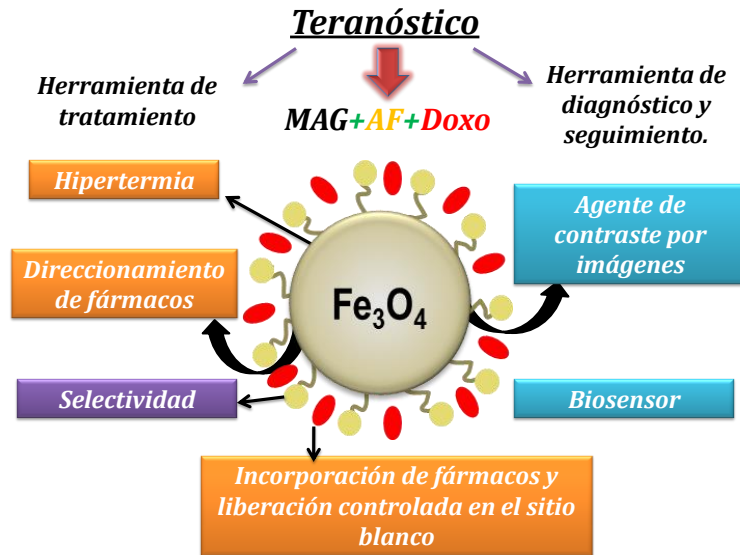 Teranóstico
Herramienta de
tratamiento
MAG+AF+Doxo
Herramienta de
diagnóstico y
seguimiento.
Hipertermia
Direccionamiento
de fármacos
Selectividad
Fe₃O₄
Agente de
contraste por
imágenes
Biosensor
Incorporación de fármacos y
liberación controlada en el sitio
blanco